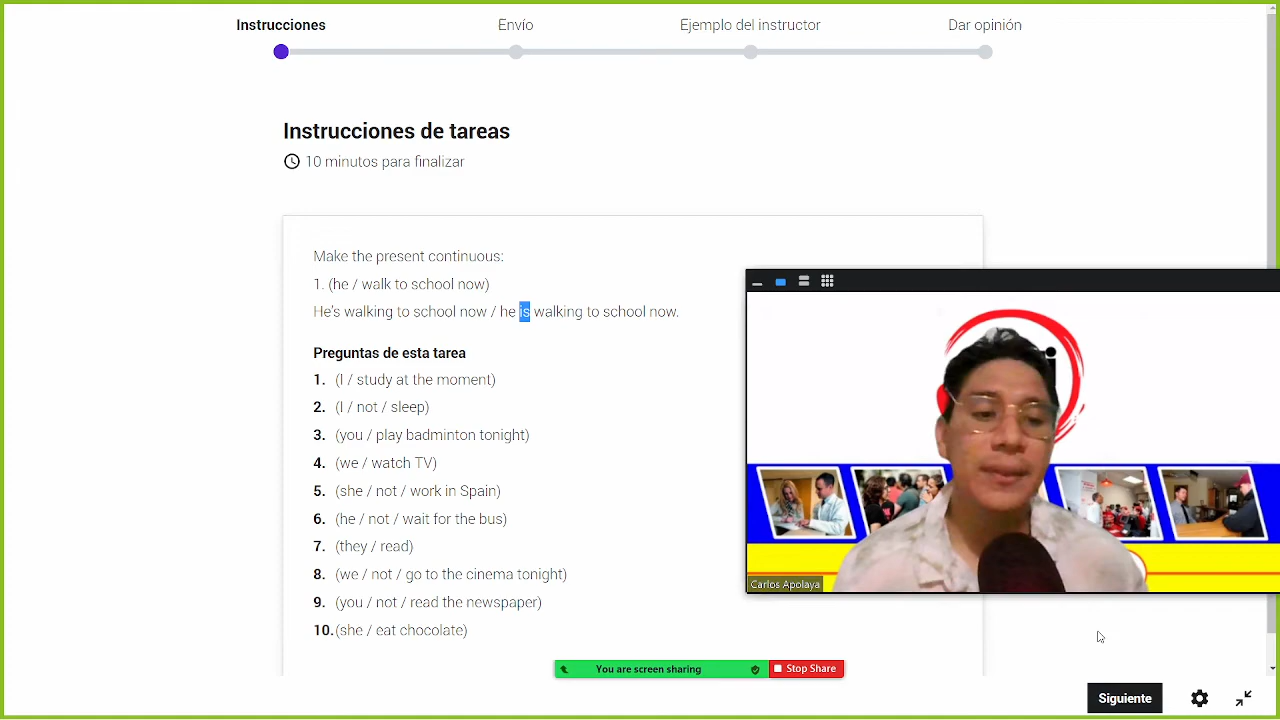 Instrucciones
Envío
Ejemplo del instructor
Dar opinión
Instrucciones de tareas
10 minutos para finalizar
Make the present continuous:
1. (he / walk to school now)
He's walking to school now / he is walking to school now.
Preguntas de esta tarea
1. (I / study at the moment)
2. (I / not / sleep)
3. (you / play badminton tonight)
4. (we / watch TV)
5. (she / not / work in Spain)
6. (he / not / wait for the bus)
7. (they / read)
8. (we / not / go to the cinema tonight)
9. (you / not / read the newspaper)
10. (she / eat chocolate)
Carlos Apolaya
You are screen sharing
Stop Share
Siguiente